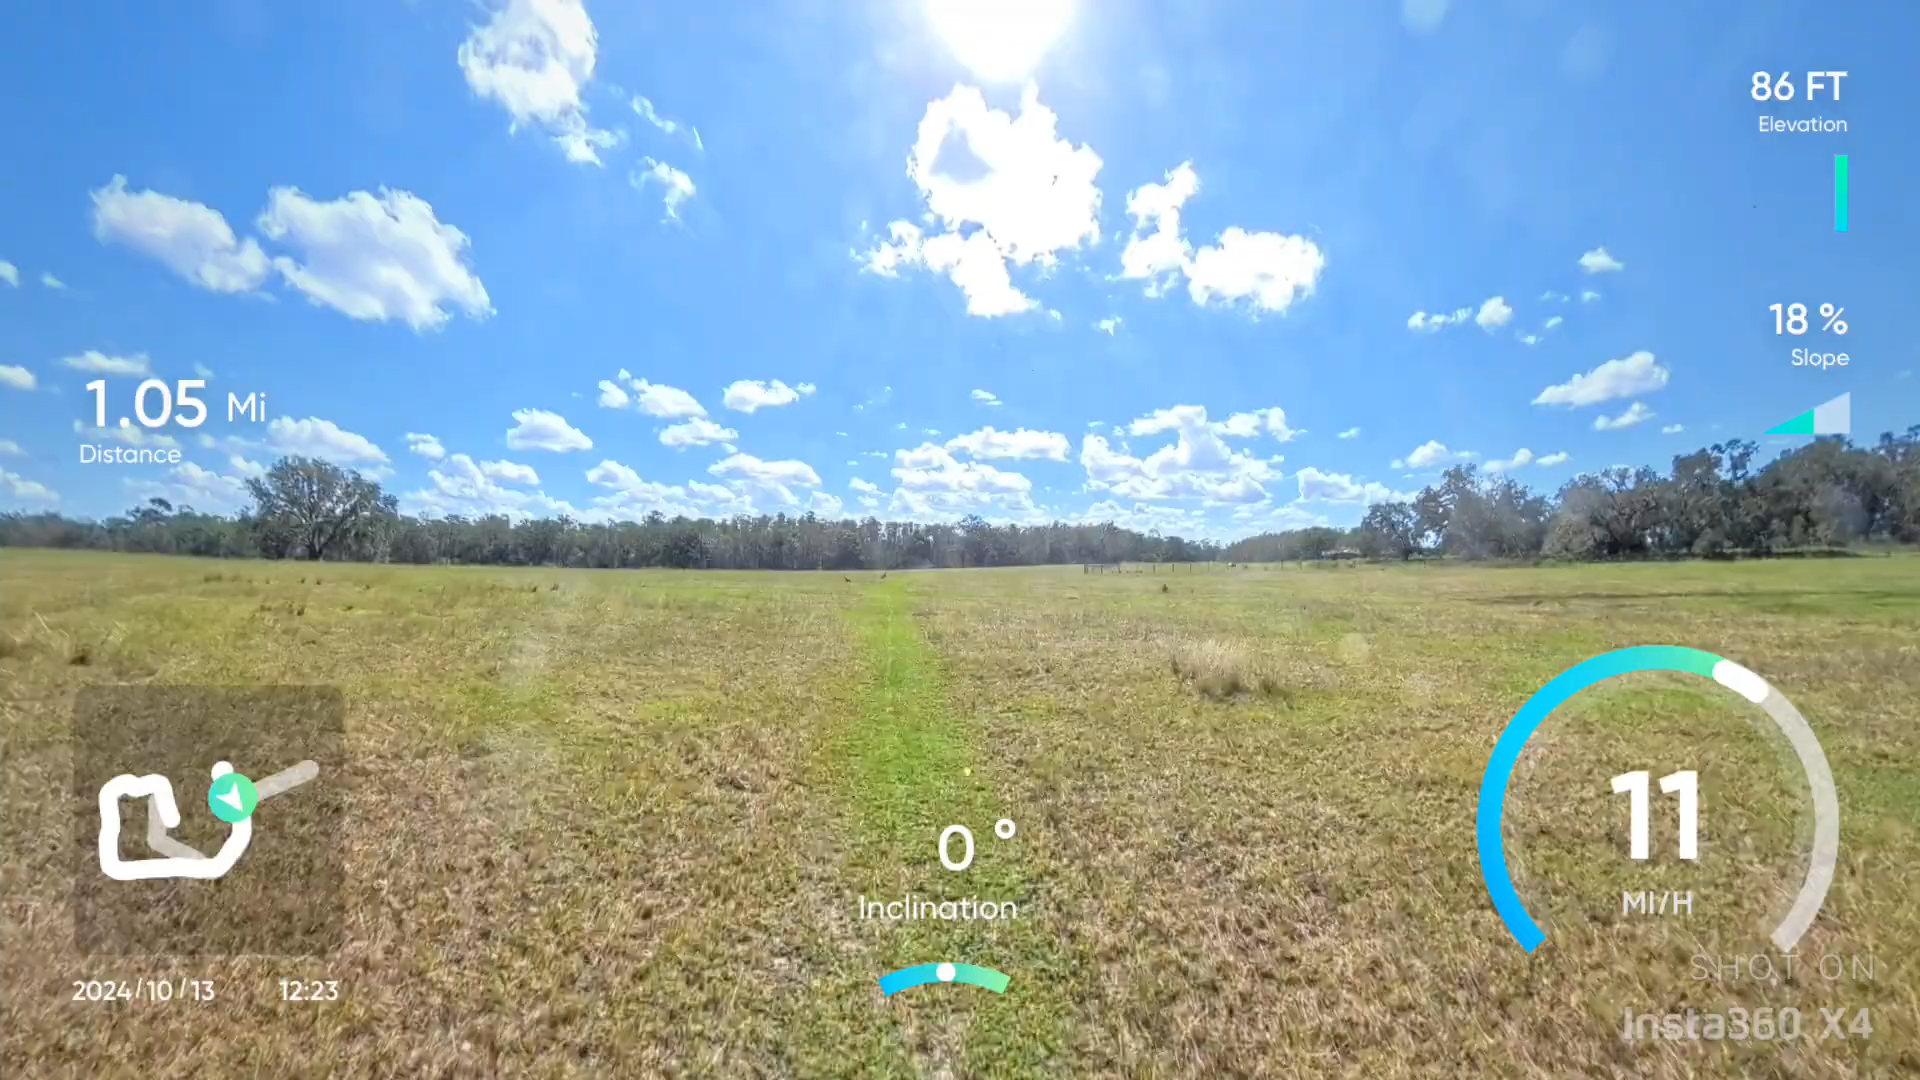 86 FT
Elevation
18 %
Slope
1.05 Mi
Distance
11
MI/H
0°
Inclination
2024/10/13 12:23
SHOT ON
Insta360 X4